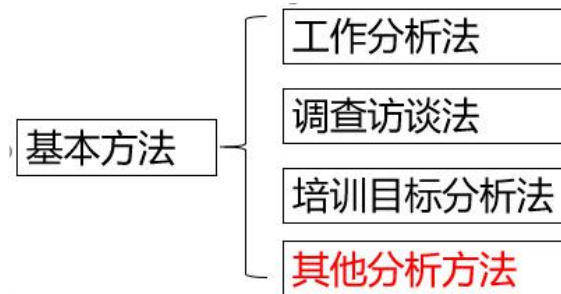 工作分析法
调查访谈法
基本方法
培训目标分析法
其他分析方法